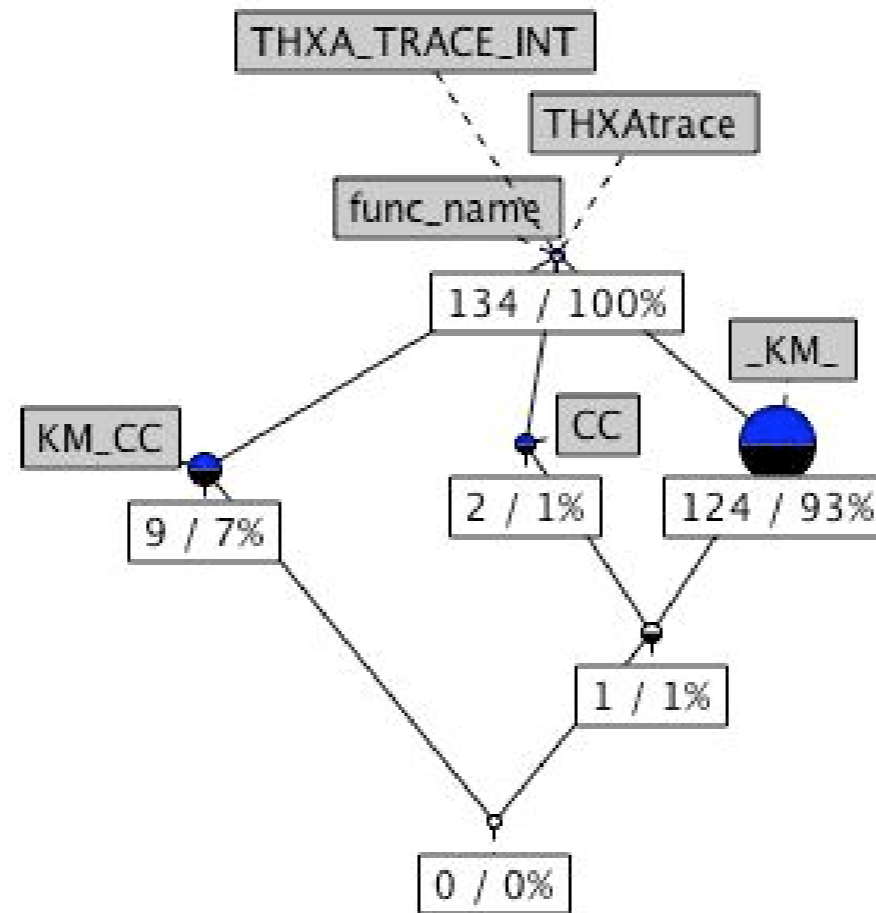 THXA_TRACE_INT
THXAtrace
func_name
134 / 100%
_KM_
KM_CC
CC
9 / 7%
2 / 1%
124 / 93%
1 / 1%
0 / 0%